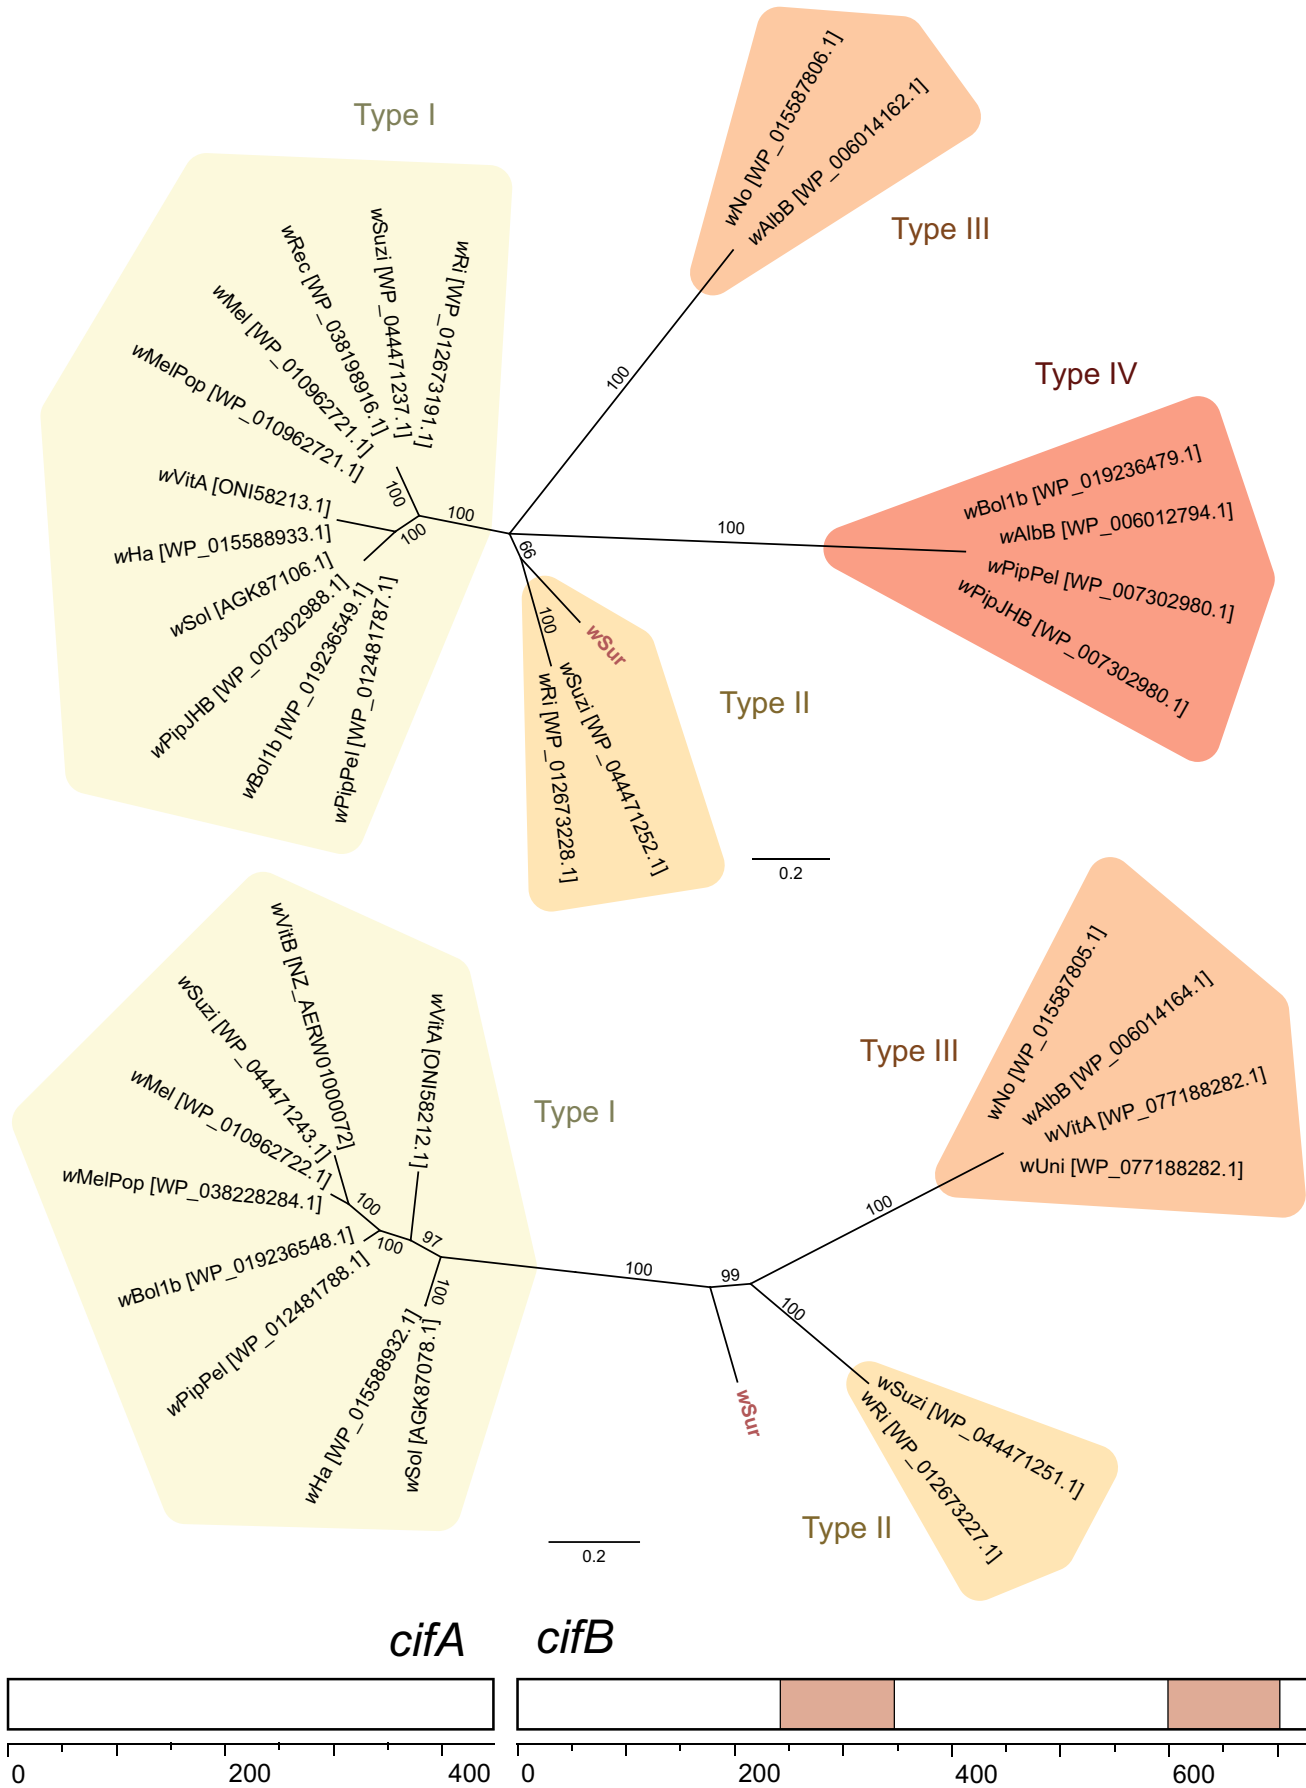 Type I
wRi [WP_012673191.1]
wSuzi [WP_044471237.1]
wRec [WP_038198916.1]
wMel [WP_010962721.1]
wMelPop [WP_010962721.1]
wVitA [ONI58213.1]
wHa [WP_015588933.1]
wSol [AGK87106.1]
wPipJHB [WP_007302988.1]
wBol1b [WP_019236549.1]
wPipPel [WP_012481787.1]
100
100
100
Type III
wNo [WP_015587806.1]
wAlbB [WP_006014162.1]
100
Type IV
wBol1b [WP_019236479.1]
wAlbB [WP_006012794.1]
wPipPel [WP_007302980.1]
wPipJHB [WP_007302980.1]
100
66
100
wSur
Type II
wSuzi [WP_044471252.1]
wRi [WP_012673228.1]
0.2
Type I
wVitB [NZ_AERW01000072]
wVitA [ONI58212.1]
wSuzi [WP_044471243.1]
wMel [WP_010962722.1]
wMelPop [WP_038228284.1]
wBol1b [WP_019236548.1]
wPipPel [WP_012481788.1]
wHa [WP_015588932.1]
wSol [AGK87078.1]
100
100
97
100
100
99
Type III
wNo [WP_015587805.1]
wAlbB [WP_006014164.1]
wVitA [WP_077188282.1]
wUni [WP_077188282.1]
100
100
wSur
wSuzi [WP_044471251.1]
wRi [WP_012673227.1]
Type II
0.2
cifA cifB
0 200 400 0 200 400 600